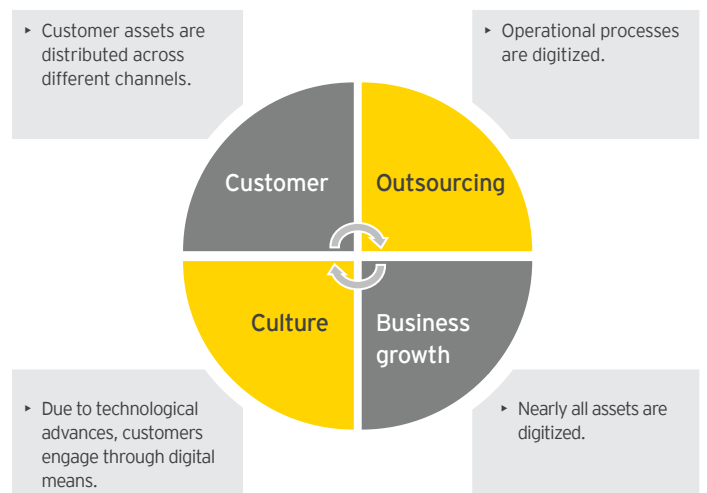 ‣ Customer assets are
distributed across
different channels.
‣ Operational processes
are digitized.
Customer
Outsourcing
Culture
Business
growth
‣ Due to technological
advances, customers
engage through digital
means.
‣ Nearly all assets are
digitized.